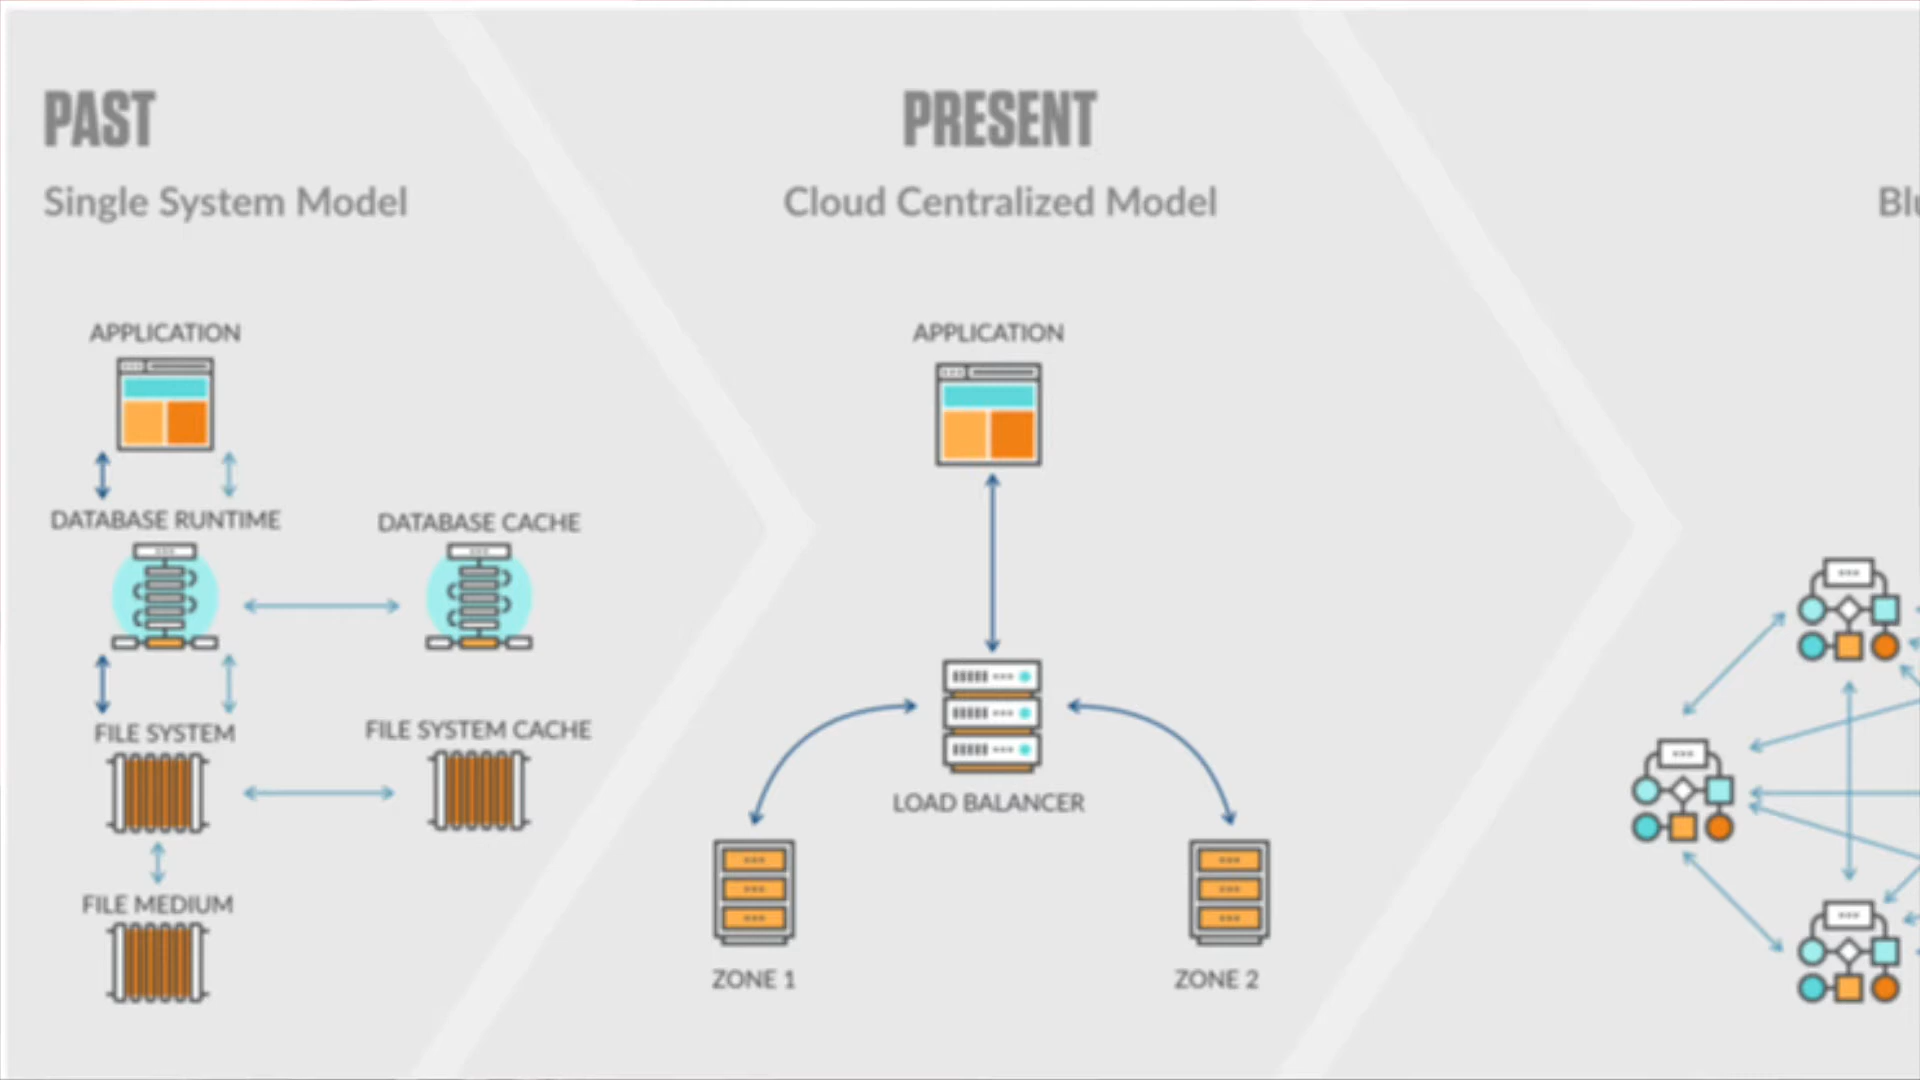 PAST
Single System Model
APPLICATION
DATABASE RUNTIME
DATABASE CACHE
FILE SYSTEM
FILE SYSTEM CACHE
FILE MEDIUM
PRESENT
Cloud Centralized Model
APPLICATION
LOAD BALANCER
ZONE 1
ZONE 2